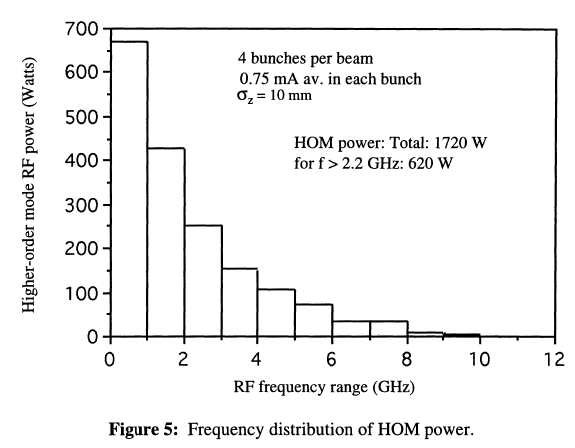 700
600
500
400
300
200
100
0
Higher-order mode RF power (Watts)
4 bunches per beam
0.75 mA av. in each bunch
σz = 10 mm
HOM power: Total: 1720 W
for f > 2.2 GHz: 620 W
0 2 4 6 8 10 12
RF frequency range (GHz)
Figure 5: Frequency distribution of HOM power.